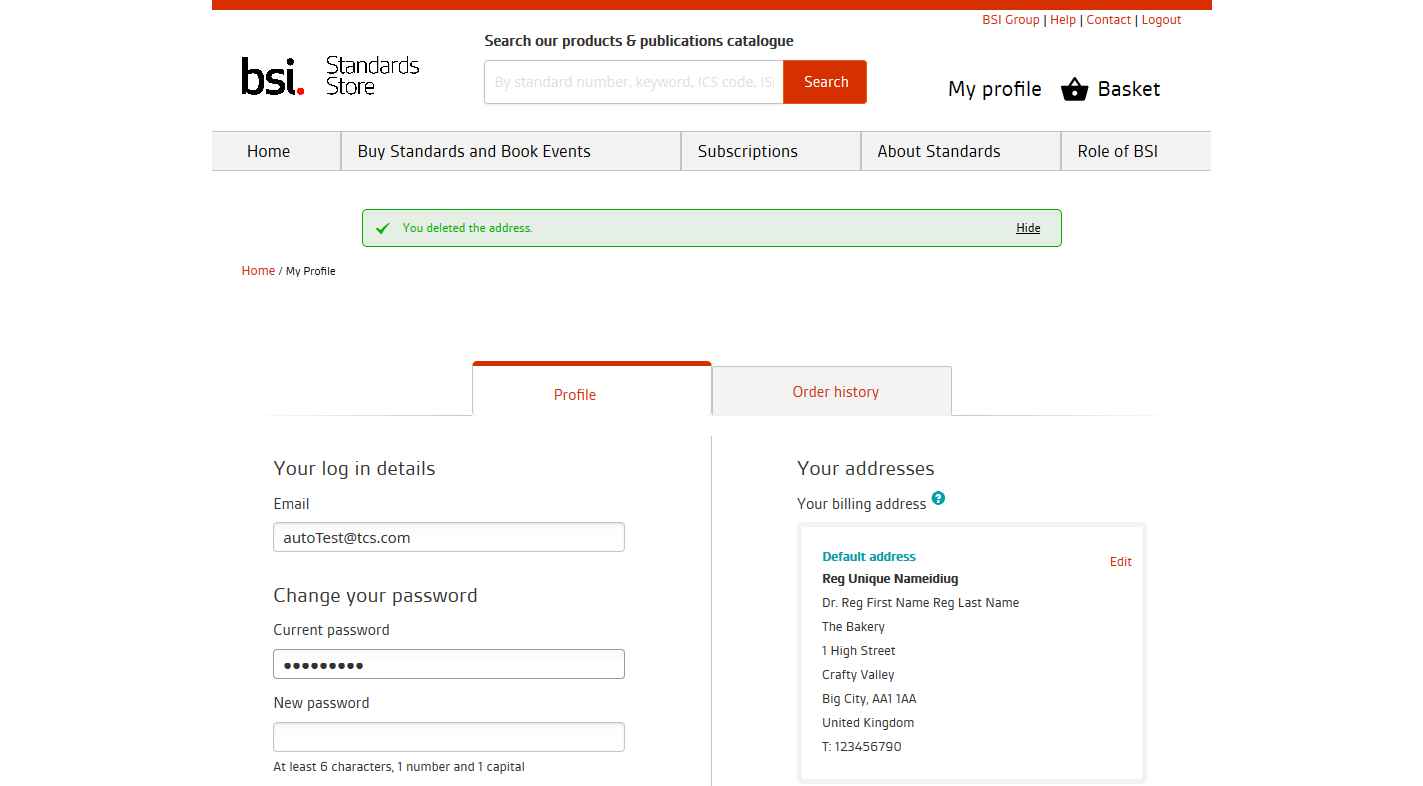 BSI Group | Help | Contact | Logout
Search our products & publications catalogue
bsi. Standards Store
By standard number, keyword, ICS code, ISI
Search
My profile
Basket
Home
Buy Standards and Book Events
Subscriptions
About Standards
Role of BSI
You deleted the address.
Hide
Home / My Profile
Profile
Order history
Your log in details
Email
autoTest@tcs.com
Change your password
Current password
New password
At least 6 characters, 1 number and 1 capital
Your addresses
Your billing address ?
Default address
Edit
Reg Unique Nameidiug
Dr. Reg First Name Reg Last Name
The Bakery
1 High Street
Crafty Valley
Big City, AA1 1AA
United Kingdom
T: 123456790